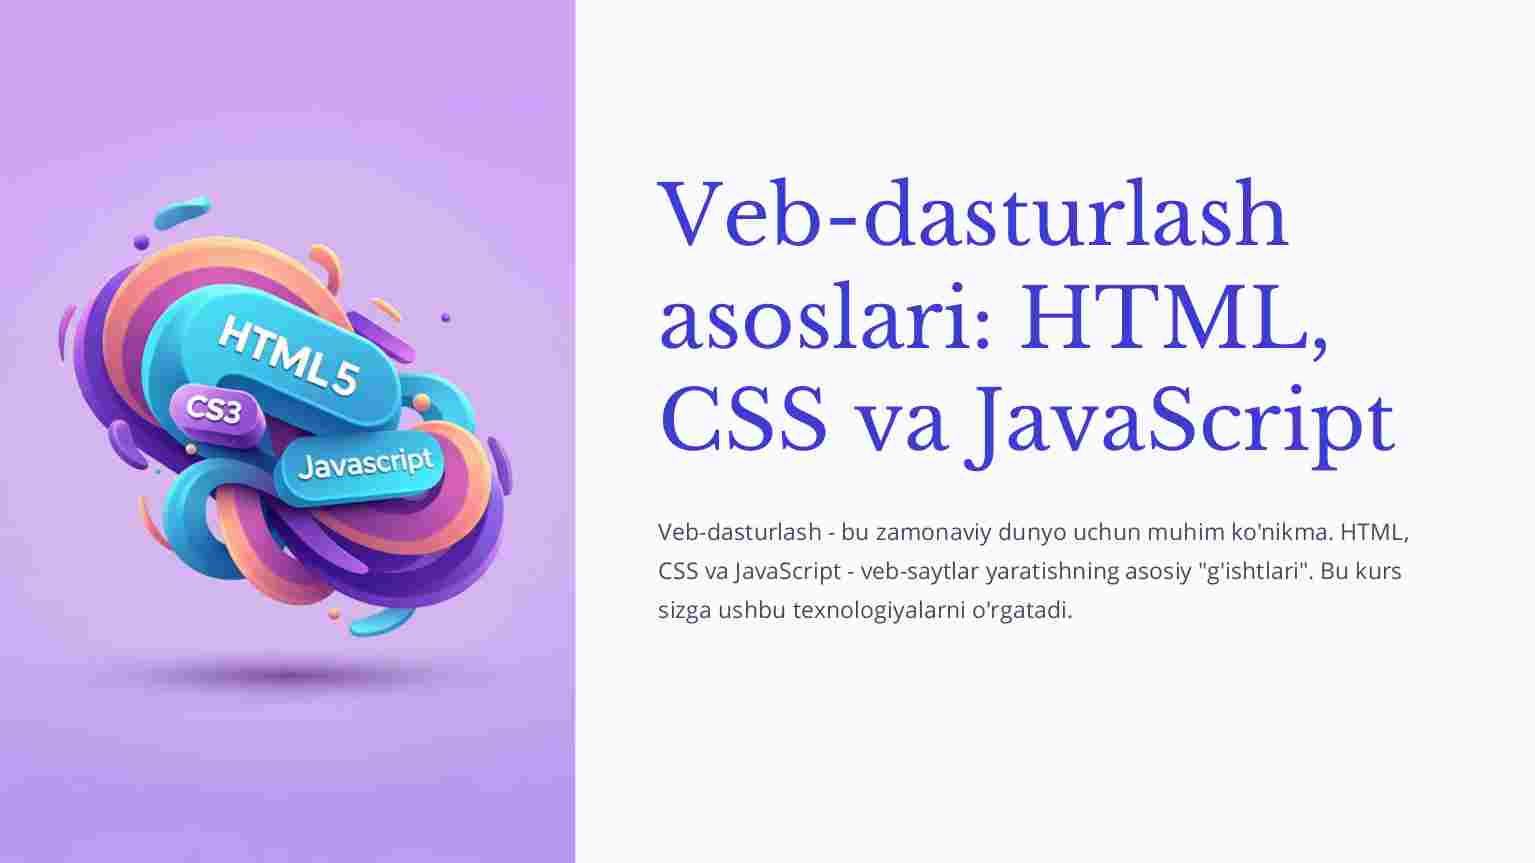 HTML5
CS3
Javascript
Veb-dasturlash
asoslari: HTML,
CSS va JavaScript
Veb-dasturlash - bu zamonaviy dunyo uchun muhim ko'nikma. HTML,
CSS va JavaScript - veb-saytlar yaratishning asosiy "g'ishtlari". Bu kurs
sizga ushbu texnologiyalarni o'rgatadi.